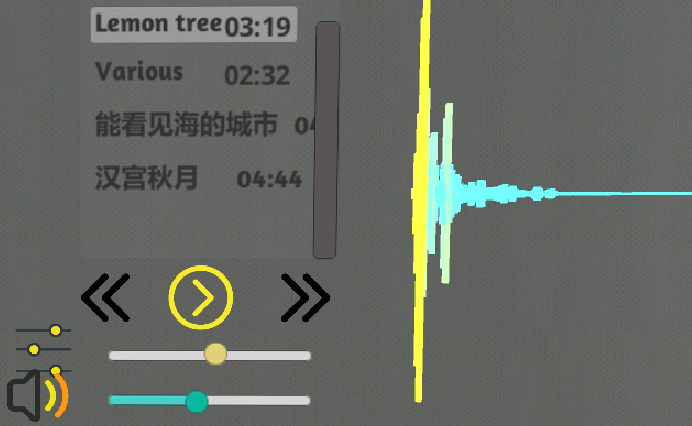 Lemon tree 03:19
Various 02:32
能看见海的城市 04
汉宫秋月 04:44